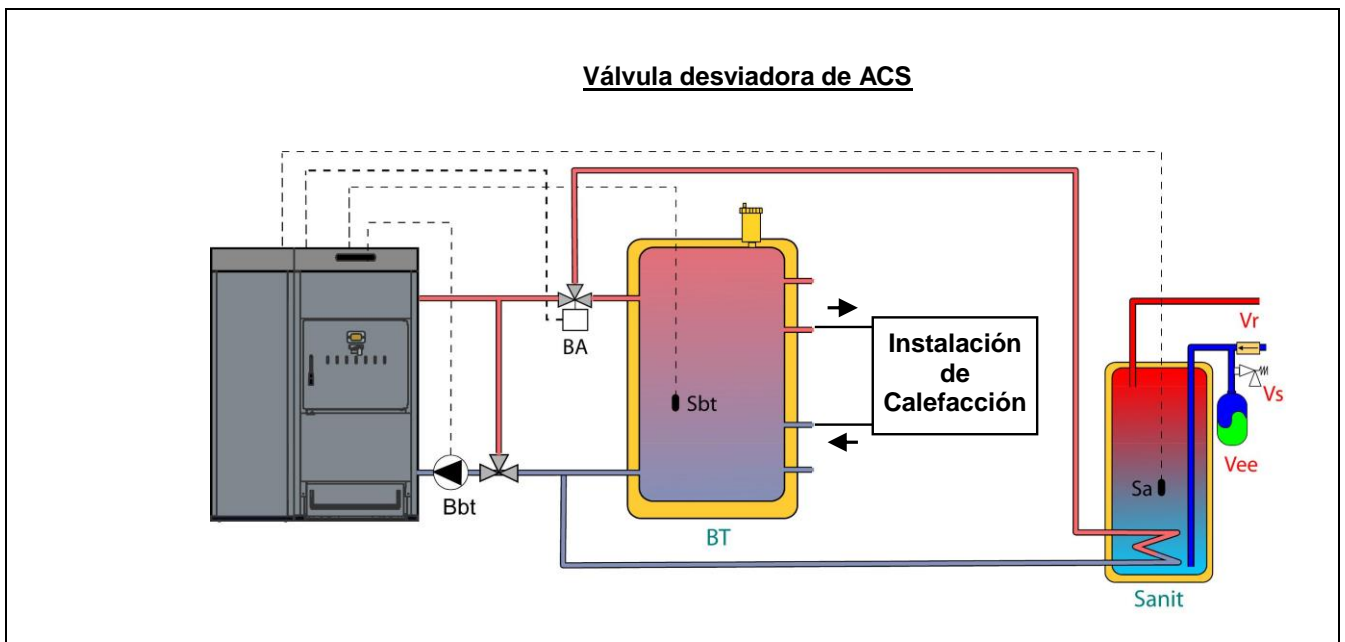 Válvula desviadora de ACS
BA
Sbt
Instalación
de
Calefacción
Vr
Vs
Vee
Sa
Bbt
BT
Sanit